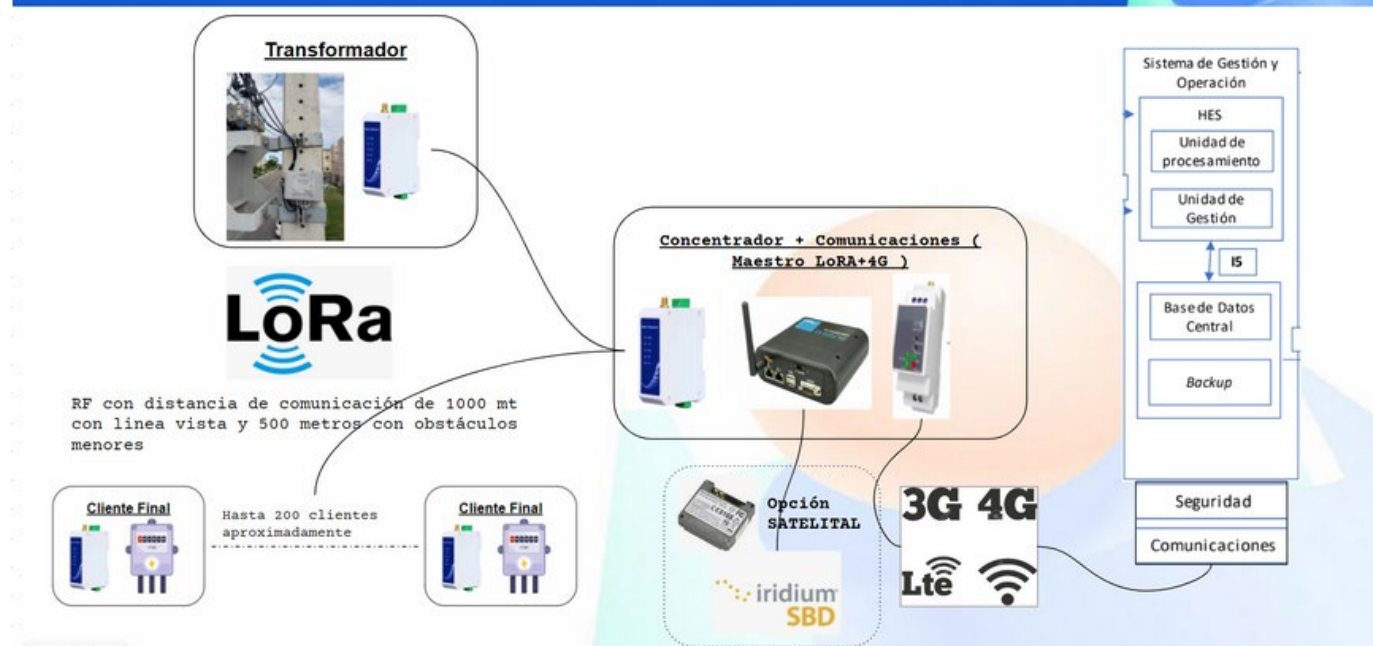 Transformador
LoRa
RF con distancia de comunicación de 1000 mt
con linea vista y 500 metros con obstáculos
menores
Cliente Final
Hasta 200 clientes
aproximadamente
Cliente Final
Concentrador + Comunicaciones (
Maestro LoRA+4G )
Opción
SATELITAL
iridium
SBD
3G 4G
Lte
Sistema de Gestión y
Operación
HES
Unidad de
procesamiento
Unidad de
Gestión
I5
Base de Datos
Central
Backup
Seguridad
Comunicaciones